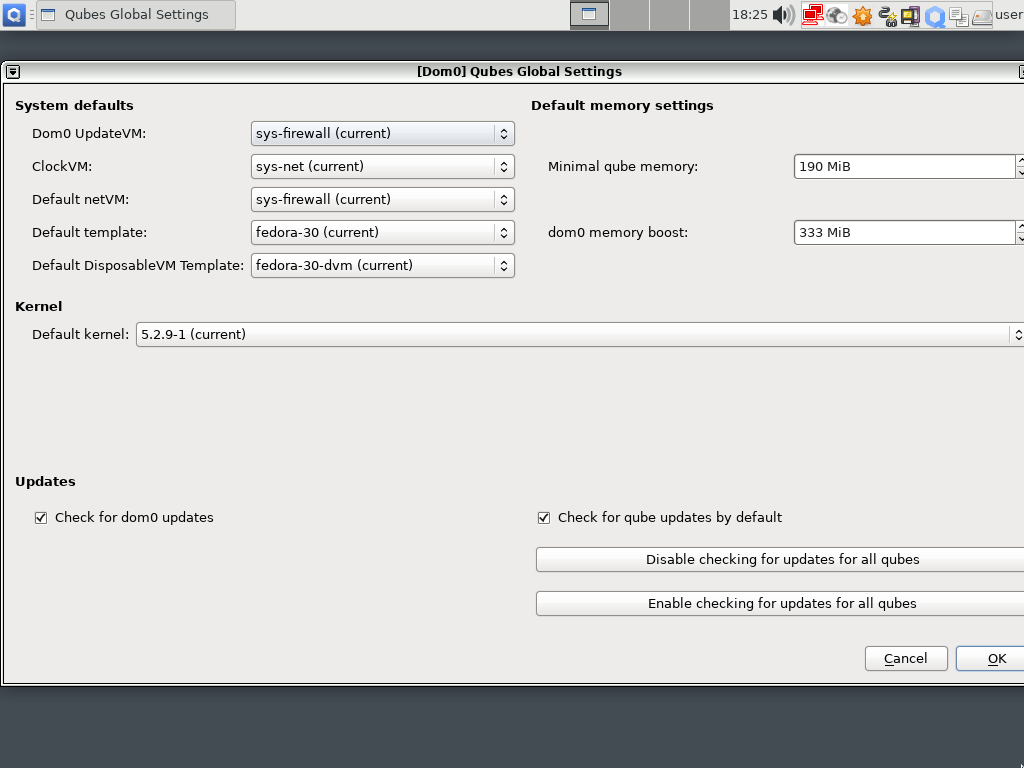 Qubes Global Settings
18:25
user
[Dom0] Qubes Global Settings
System defaults
Dom0 UpdateVM: sys-firewall (current)
ClockVM: sys-net (current)
Default netVM: sys-firewall (current)
Default template: fedora-30 (current)
Default DisposableVM Template: fedora-30-dvm (current)
Default memory settings
Minimal qube memory: 190 MiB
dom0 memory boost: 333 MiB
Kernel
Default kernel: 5.2.9-1 (current)
Updates
Check for dom0 updates
Check for qube updates by default
Disable checking for updates for all qubes
Enable checking for updates for all qubes
Cancel
OK